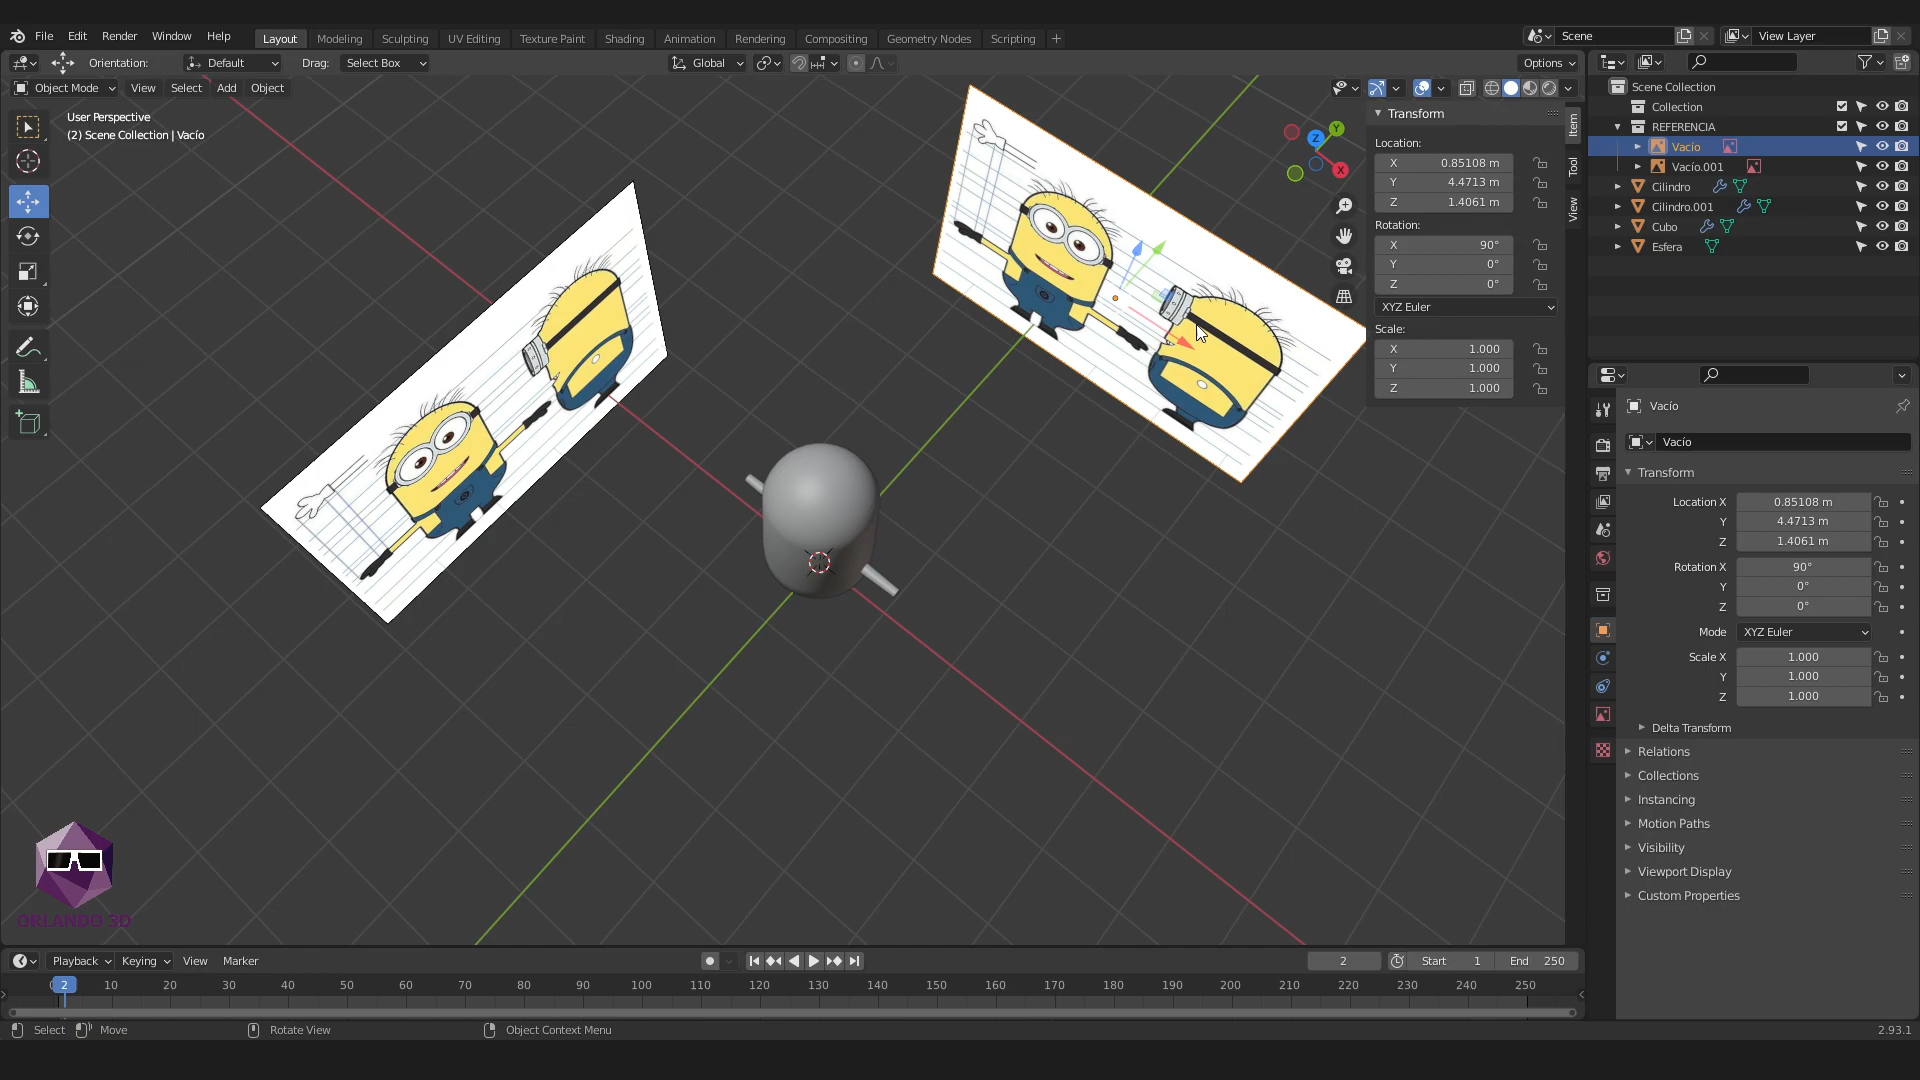 File Edit Render Window Help Layout Modeling Sculpting UV Editing Texture Paint Shading Animation Rendering Compositing Geometry Nodes Scripting + Scene View Layer
Orientation: Default Drag: Select Box Global Options
Object Mode View Select Add Object
User Perspective
(2) Scene Collection | Vacío
Transform
Location:
X 0.85108 m
Y 4.4713 m
Z 1.4061 m
Rotation:
X 90°
Y 0°
Z 0°
XYZ Euler
Scale:
X 1.000
Y 1.000
Z 1.000
Item
Tool
View
Z
Y
X
Scene Collection
Collection
REFERENCIA
Vacío
Vacío.001
Cilindro
Cilindro.001
Cubo
Esfera
Vacío
Vacío
Transform
Location X 0.85108 m
Y 4.4713 m
Z 1.4061 m
Rotation X 90°
Y 0°
Z 0°
Mode XYZ Euler
Scale X 1.000
Y 1.000
Z 1.000
Delta Transform
Relations
Collections
Instancing
Motion Paths
Visibility
Viewport Display
Custom Properties
ORLANDO 3D
Playback Keying View Marker 2 Start 1 End 250
2 10 20 30 40 50 60 70 80 90 100 110 120 130 140 150 160 170 180 190 200 210 220 230 240 250
Select Move Rotate View Object Context Menu 2.93.1